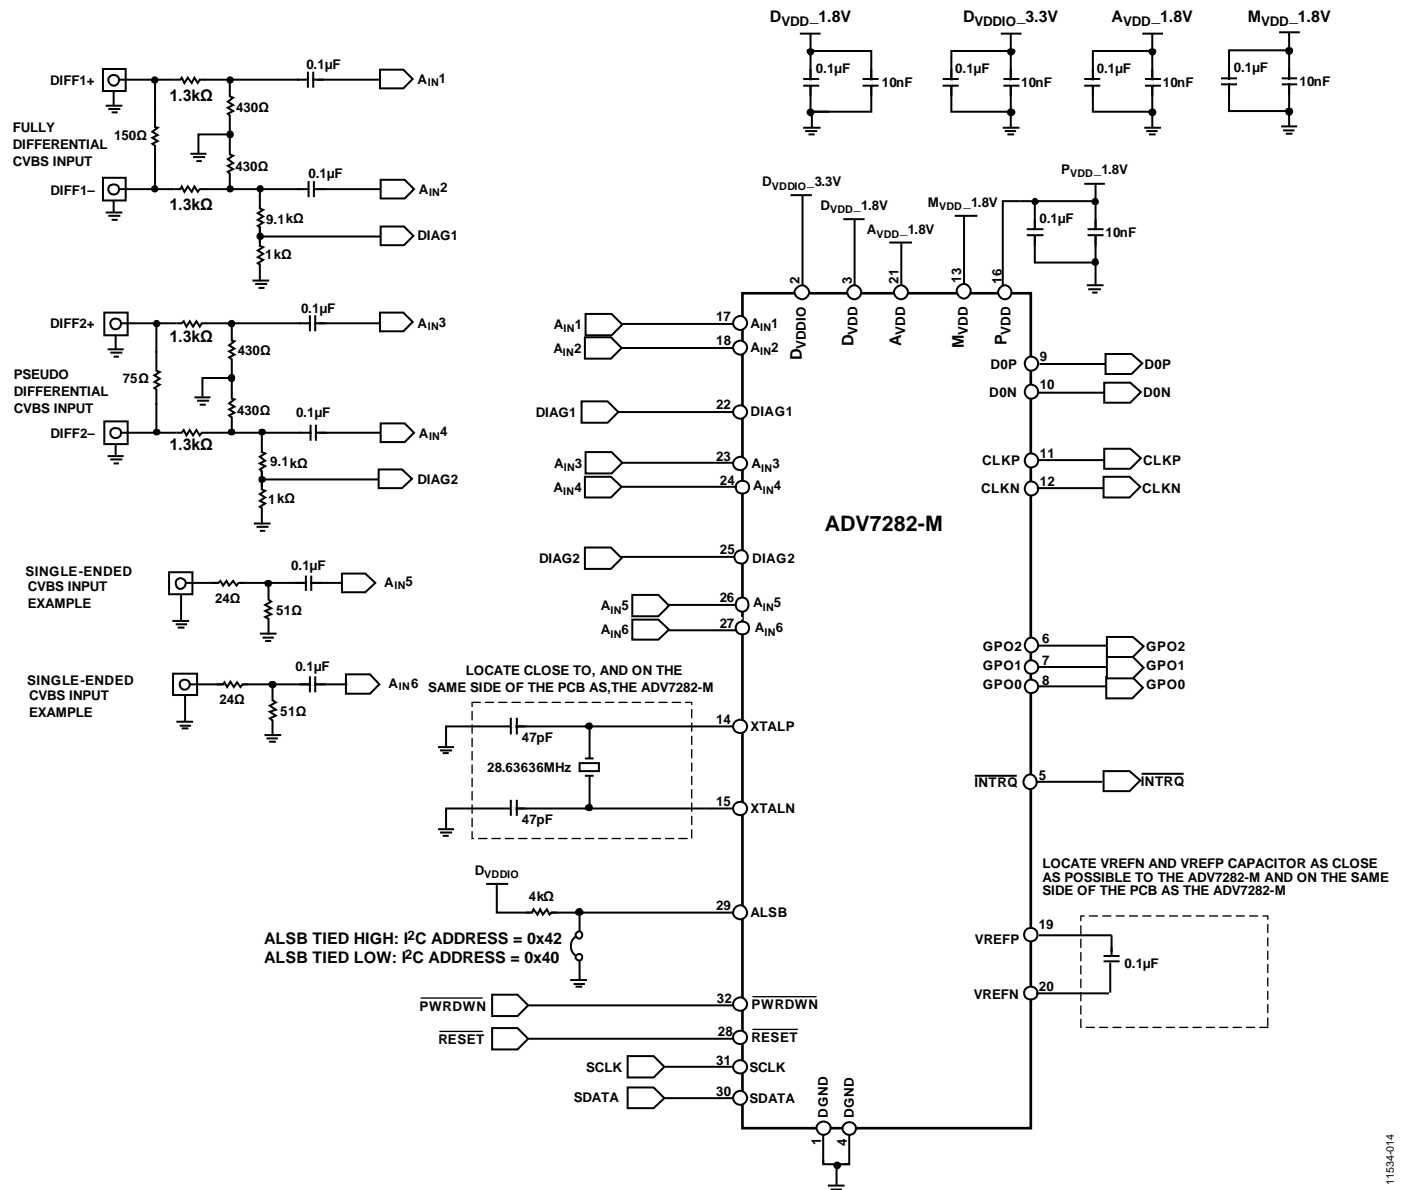 DVDD_1.8V
0.1µF
10nF
DVDDIO_3.3V
0.1µF
10nF
AVDD_1.8V
0.1µF
10nF
MVDD_1.8V
0.1µF
10nF
DIFF1+
1.3kΩ
0.1µF
AIN1
430Ω
FULLY
DIFFERENTIAL
CVBS INPUT
150Ω
430Ω
DIFF1–
1.3kΩ
0.1µF
AIN2
9.1kΩ
DIAG1
1kΩ
DIFF2+
1.3kΩ
0.1µF
AIN3
430Ω
PSEUDO
DIFFERENTIAL
CVBS INPUT
75Ω
430Ω
DIFF2–
1.3kΩ
0.1µF
AIN4
9.1kΩ
DIAG2
1kΩ
SINGLE-ENDED
CVBS INPUT
EXAMPLE
24Ω
0.1µF
51Ω
AIN5
SINGLE-ENDED
CVBS INPUT
EXAMPLE
24Ω
0.1µF
51Ω
AIN6
DVDDIO_3.3V
DVDD_1.8V
AVDD_1.8V
MVDD_1.8V
PVDD_1.8V
0.1µF
10nF
2
3
21
13
16
DVDDIO
DVDD
AVDD
MVDD
PVDD
AIN1
17
AIN1
AIN2
18
AIN2
DIAG1
22
DIAG1
AIN3
23
AIN3
AIN4
24
AIN4
ADV7282-M
DIAG2
25
DIAG2
AIN5
26
AIN5
AIN6
27
AIN6
D0P
9
D0P
D0N
10
D0N
CLKP
11
CLKP
CLKN
12
CLKN
GPO2
6
GPO2
GPO1
7
GPO1
GPO0
8
GPO0
INTRQ
5
INTRQ
LOCATE CLOSE TO, AND ON THE
SAME SIDE OF THE PCB AS,THE ADV7282-M
47pF
14
XTALP
28.63636MHz
47pF
15
XTALN
DVDDIO
4kΩ
29
ALSB
ALSB TIED HIGH: I2C ADDRESS = 0x42
ALSB TIED LOW: I2C ADDRESS = 0x40
LOCATE VREFN AND VREFP CAPACITOR AS CLOSE
AS POSSIBLE TO THE ADV7282-M AND ON THE SAME
SIDE OF THE PCB AS THE ADV7282-M
VREFP
19
0.1µF
VREFN
20
PWRDWN
32
PWRDWN
RESET
28
RESET
SCLK
31
SCLK
SDATA
30
SDATA
DGND
DGND
1
4
11534-014